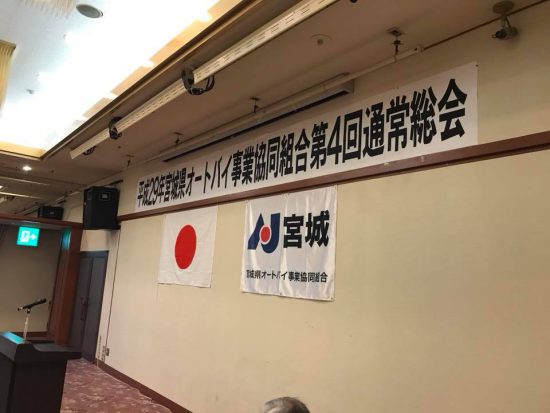 平成29年宮城県オートバイ事業協同組合第4回通常総会
AJ宮城
宮城県オートバイ事業協同組合